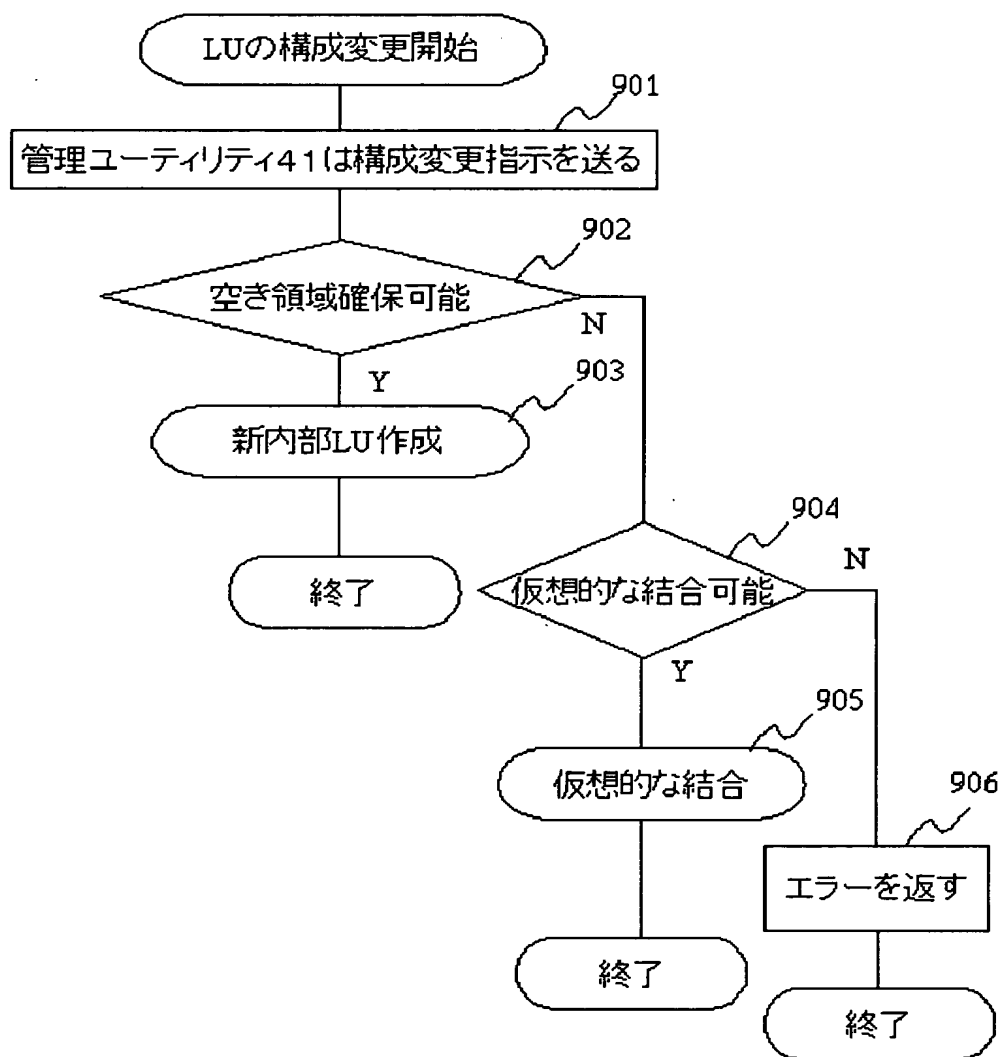 LUの構成変更開始
901
管理ユーティリティ41は構成変更指示を送る
902
空き領域確保可能
N
Y
903
新内部LU作成
904
終了
仮想的な結合可能
N
Y
905
仮想的な結合
906
エラーを返す
終了
終了